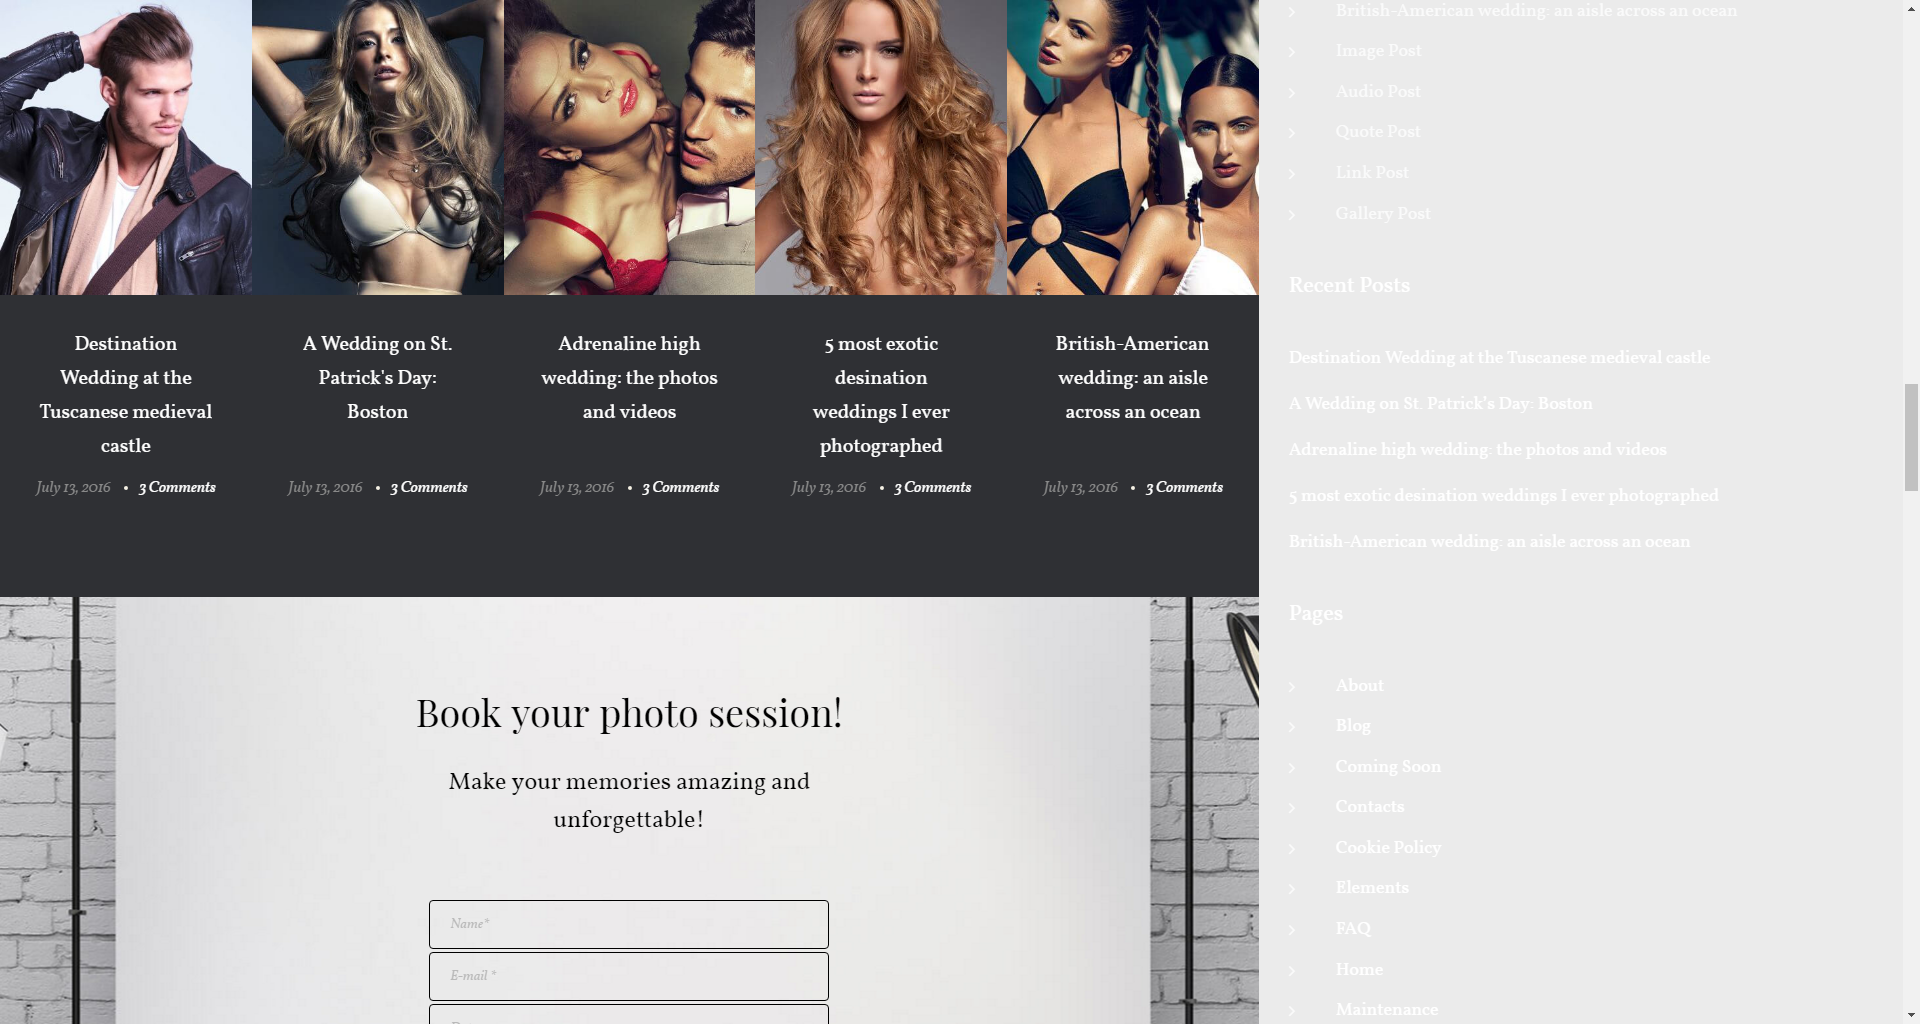 Destination
Wedding at the
Tuscanese medieval
castle
July 13, 2016 • 3 Comments
A Wedding on St.
Patrick's Day:
Boston
July 13, 2016 • 3 Comments
Adrenaline high
wedding: the photos
and videos
July 13, 2016 • 3 Comments
5 most exotic
desination
weddings I ever
photographed
July 13, 2016 • 3 Comments
British-American
wedding: an aisle
across an ocean
July 13, 2016 • 3 Comments
Book your photo session!
Make your memories amazing and
unforgettable!
Name*
E-mail *
British-American wedding: an aisle across an ocean
Image Post
Audio Post
Quote Post
Link Post
Gallery Post
Recent Posts
Destination Wedding at the Tuscanese medieval castle
A Wedding on St. Patrick's Day: Boston
Adrenaline high wedding: the photos and videos
5 most exotic desination weddings I ever photographed
British-American wedding: an aisle across an ocean
Pages
About
Blog
Coming Soon
Contacts
Cookie Policy
Elements
FAQ
Home
Maintenance